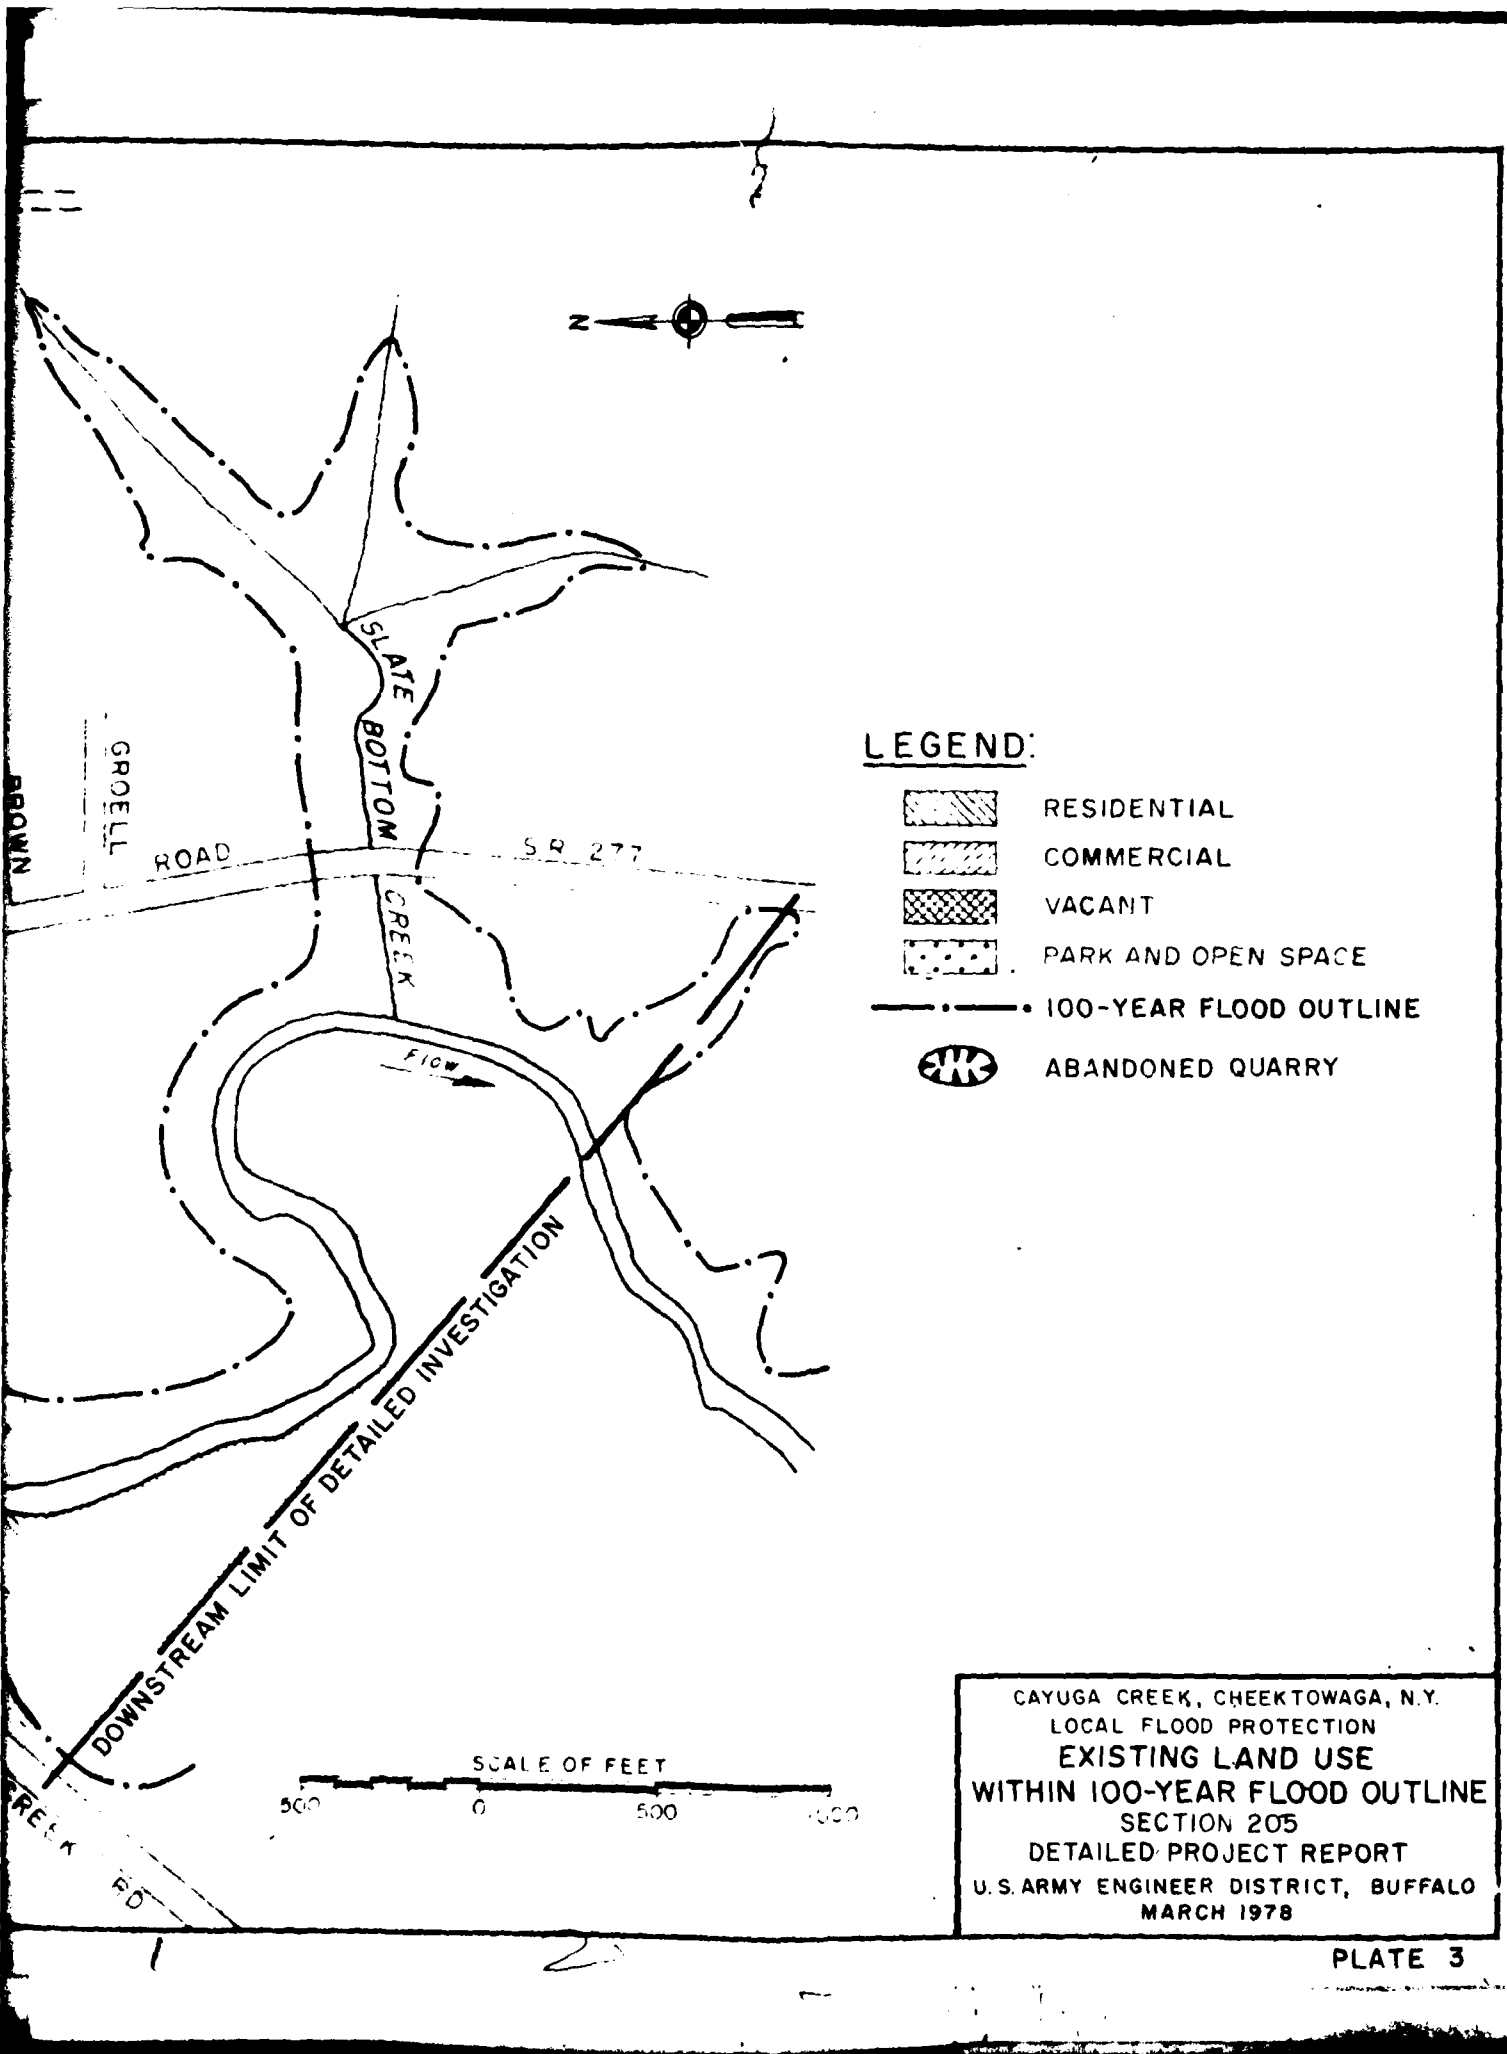 N
SLATE
BOTTOM
CREEK
GROELL
BROWN
ROAD
S R 277
FLOW
LEGEND:
RESIDENTIAL
COMMERCIAL
VACANT
PARK AND OPEN SPACE
100-YEAR FLOOD OUTLINE
ABANDONED QUARRY
DOWNSTREAM LIMIT OF DETAILED INVESTIGATION
CREEK RD
SCALE OF FEET
500 0 500 1000
CAYUGA CREEK, CHEEKTOWAGA, N.Y.
LOCAL FLOOD PROTECTION
EXISTING LAND USE
WITHIN 100-YEAR FLOOD OUTLINE
SECTION 205
DETAILED PROJECT REPORT
U.S. ARMY ENGINEER DISTRICT, BUFFALO
MARCH 1978
PLATE 3